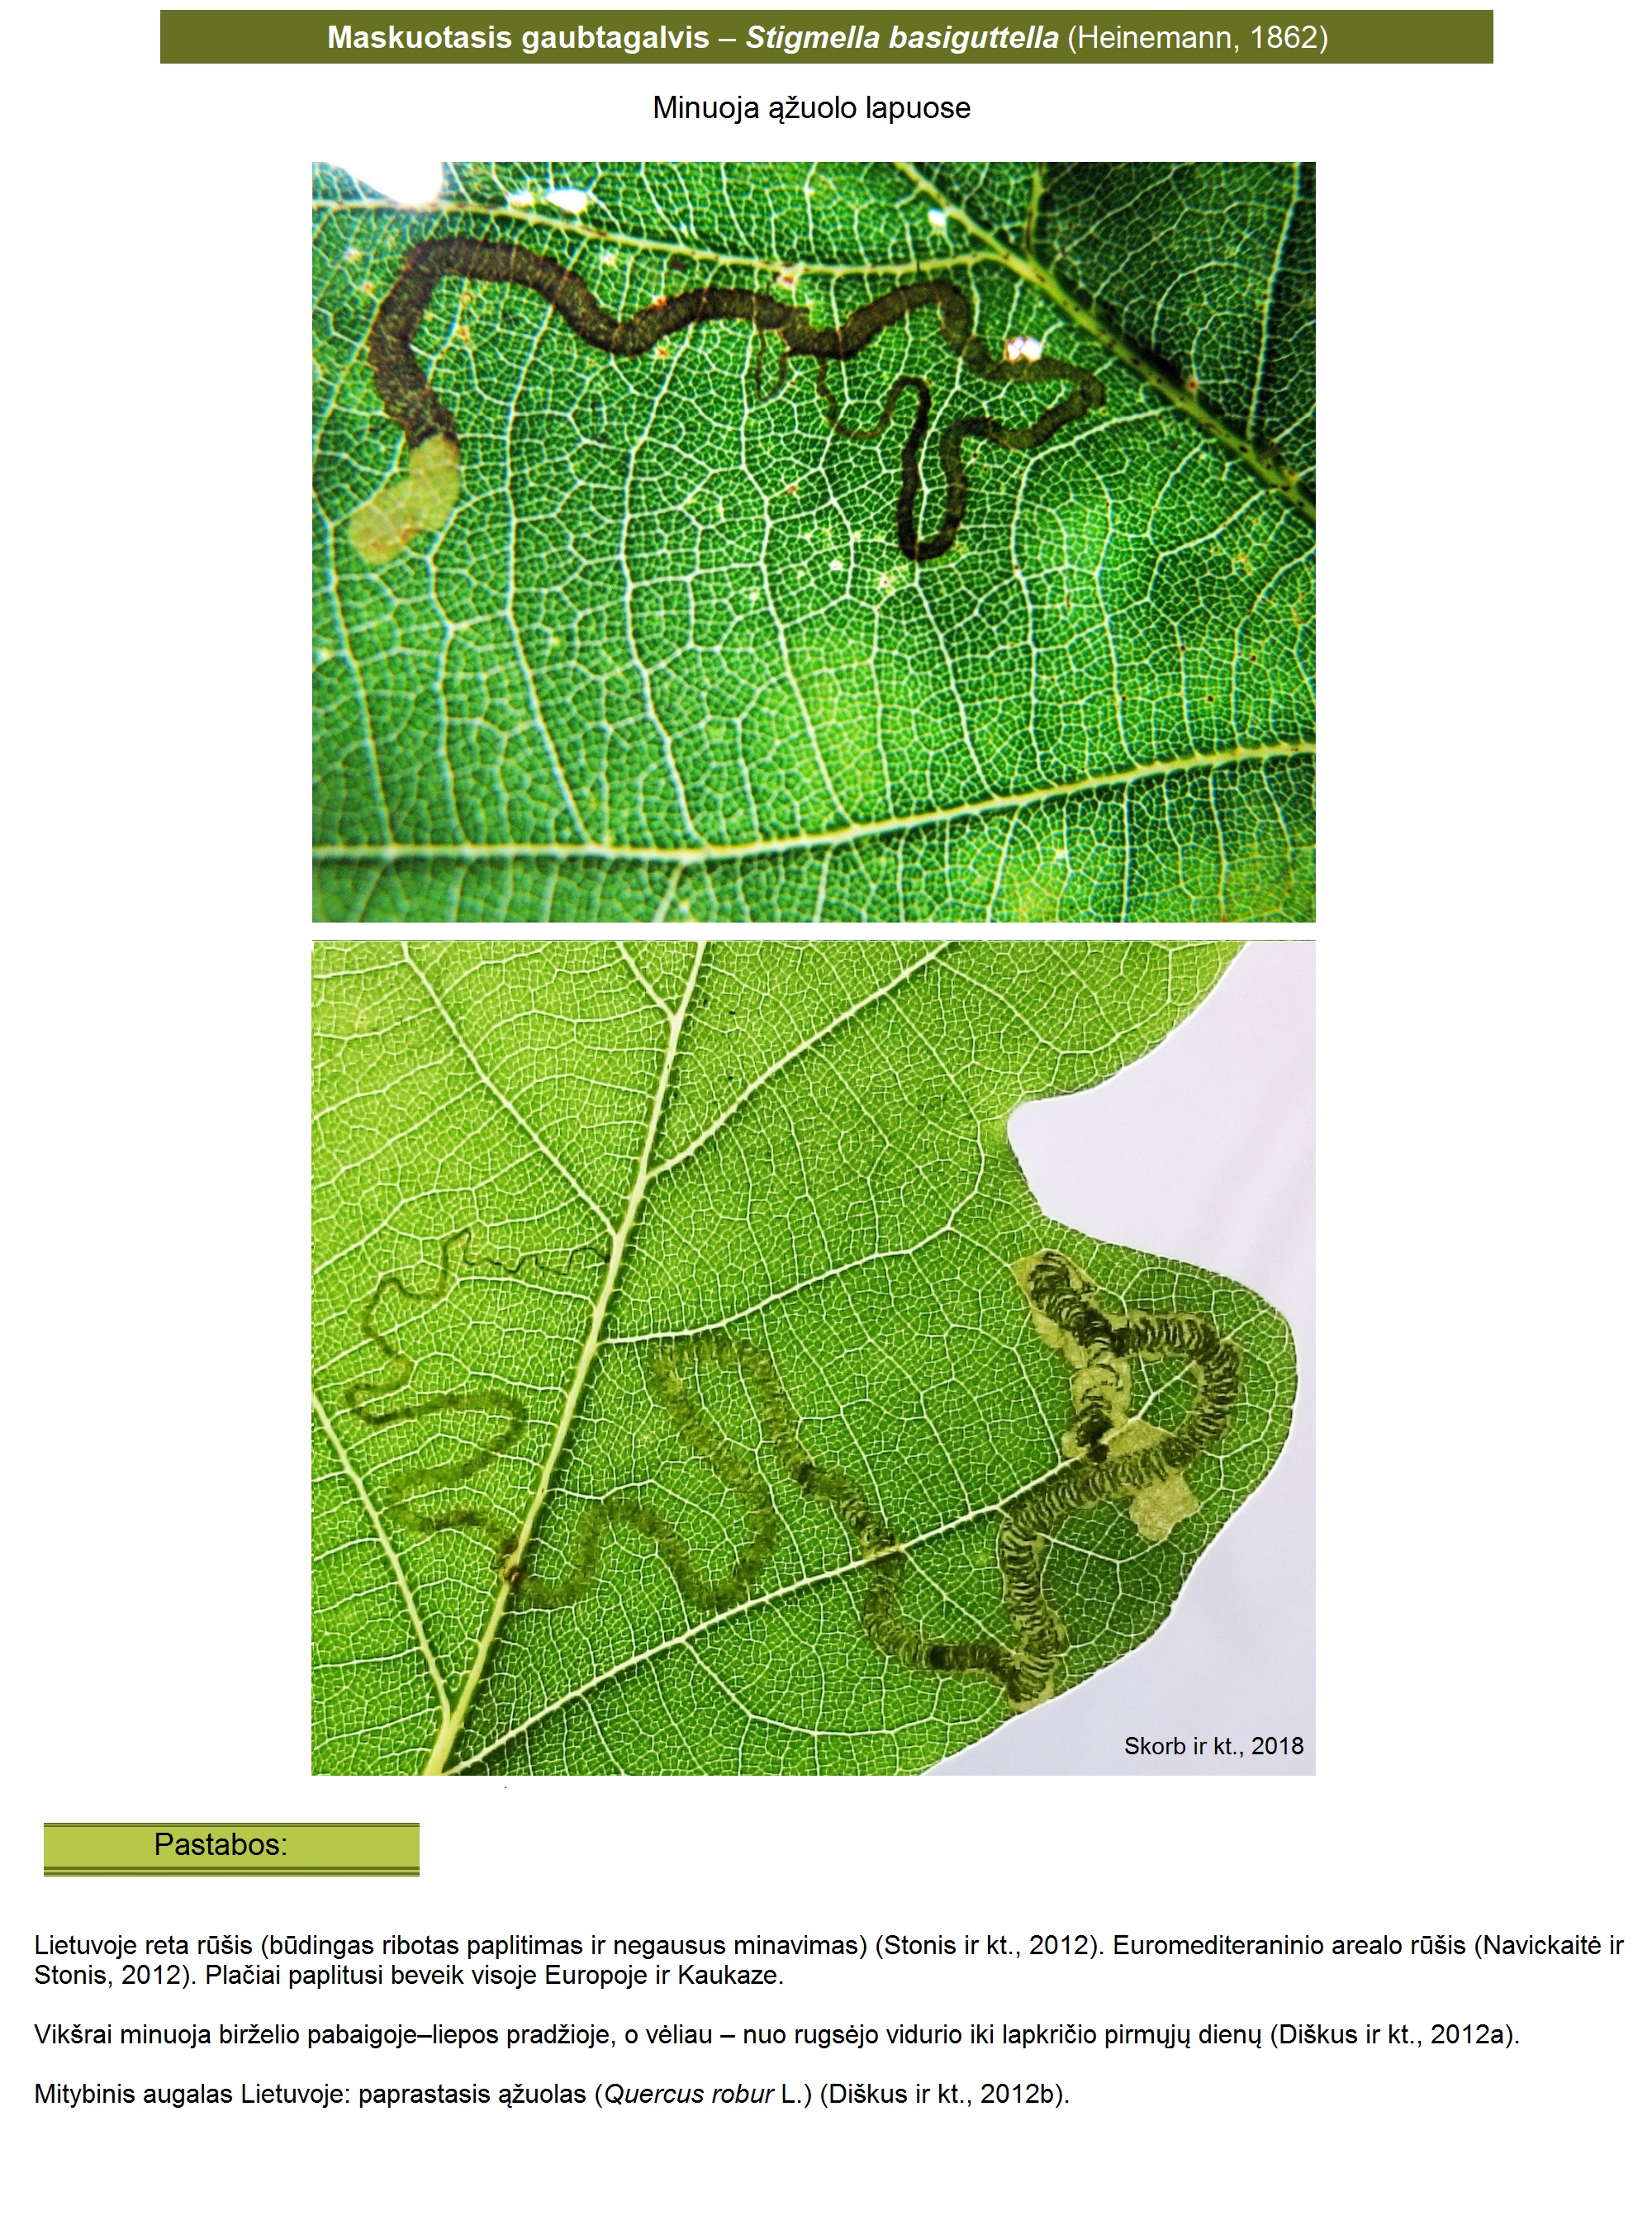 Maskuotasis gaubtagalvis – Stigmella basiguttella (Heinemann, 1862)
Minuoja ąžuolo lapuose
Skorb ir kt., 2018
Pastabos:
Lietuvoje reta rūšis (būdingas ribotas paplitimas ir negausus minavimas) (Stonis ir kt., 2012). Euromediteraninio arealo rūšis (Navickaitė ir
Stonis, 2012). Plačiai paplitusi beveik visoje Europoje ir Kaukaze.
Vikšrai minuoja birželio pabaigoje–liepos pradžioje, o vėliau – nuo rugsėjo vidurio iki lapkričio pirmųjų dienų (Diškus ir kt., 2012a).
Mitybinis augalas Lietuvoje: paprastasis ąžuolas (Quercus robur L.) (Diškus ir kt., 2012b).